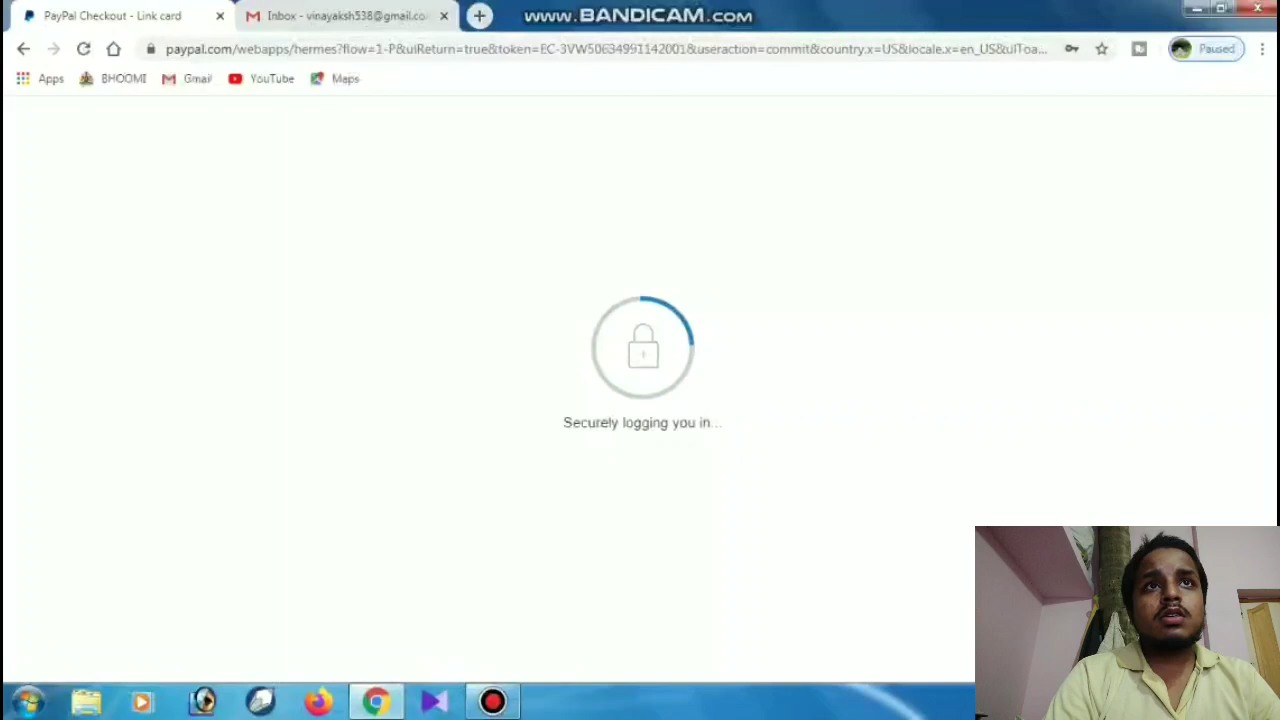 PayPal Checkout - Link card
Inbox - vinayaksh538@gmail.co
www.BANDICAM.com
paypal.com/webapps/hermes?flow=1-P&ulReturn=true&token=EC-3VW50634991142001&useraction=commit&country.x=US&locale.x=en_US&ulToa...
Paused
Apps
BHOOMI
Gmail
YouTube
Maps
Securely logging you in...